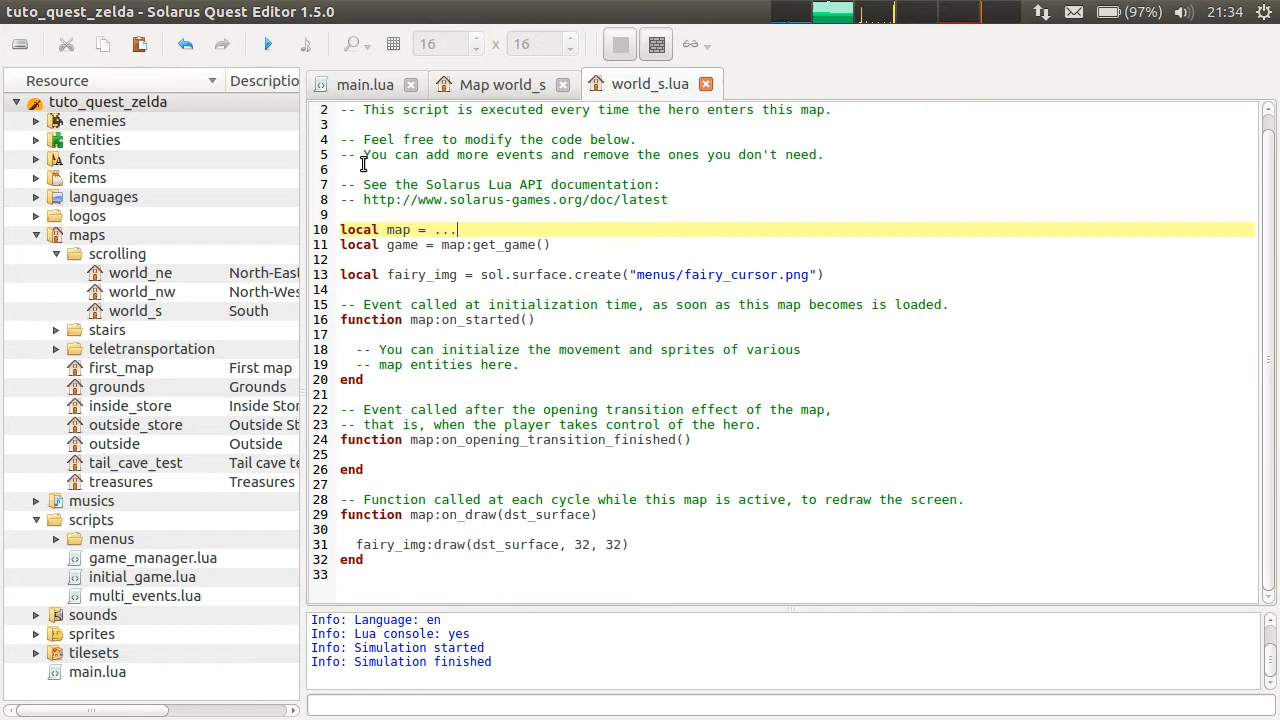 tuto_quest_zelda - Solarus Quest Editor 1.5.0
(97%)
21:34
16 x 16
Resource
Descriptio
main.lua
Map world_s
world_s.lua
tuto_quest_zelda
enemies
entities
fonts
items
languages
logos
maps
scrolling
world_ne North-East
world_nw North-Wes
world_s South
stairs
teletransportation
first_map First map
grounds Grounds
inside_store Inside Stor
outside_store Outside St
outside Outside
tail_cave_test Tail cave te
treasures Treasures
musics
scripts
menus
game_manager.lua
initial_game.lua
multi_events.lua
sounds
sprites
tilesets
main.lua
2 -- This script is executed every time the hero enters this map.
3
4 -- Feel free to modify the code below.
5 -- You can add more events and remove the ones you don't need.
6
7 -- See the Solarus Lua API documentation:
8 -- http://www.solarus-games.org/doc/latest
9
10 local map = ...
11 local game = map:get_game()
12
13 local fairy_img = sol.surface.create("menus/fairy_cursor.png")
14
15 -- Event called at initialization time, as soon as this map becomes is loaded.
16 function map:on_started()
17
18 -- You can initialize the movement and sprites of various
19 -- map entities here.
20 end
21
22 -- Event called after the opening transition effect of the map,
23 -- that is, when the player takes control of the hero.
24 function map:on_opening_transition_finished()
25
26 end
27
28 -- Function called at each cycle while this map is active, to redraw the screen.
29 function map:on_draw(dst_surface)
30
31 fairy_img:draw(dst_surface, 32, 32)
32 end
33
Info: Language: en
Info: Lua console: yes
Info: Simulation started
Info: Simulation finished